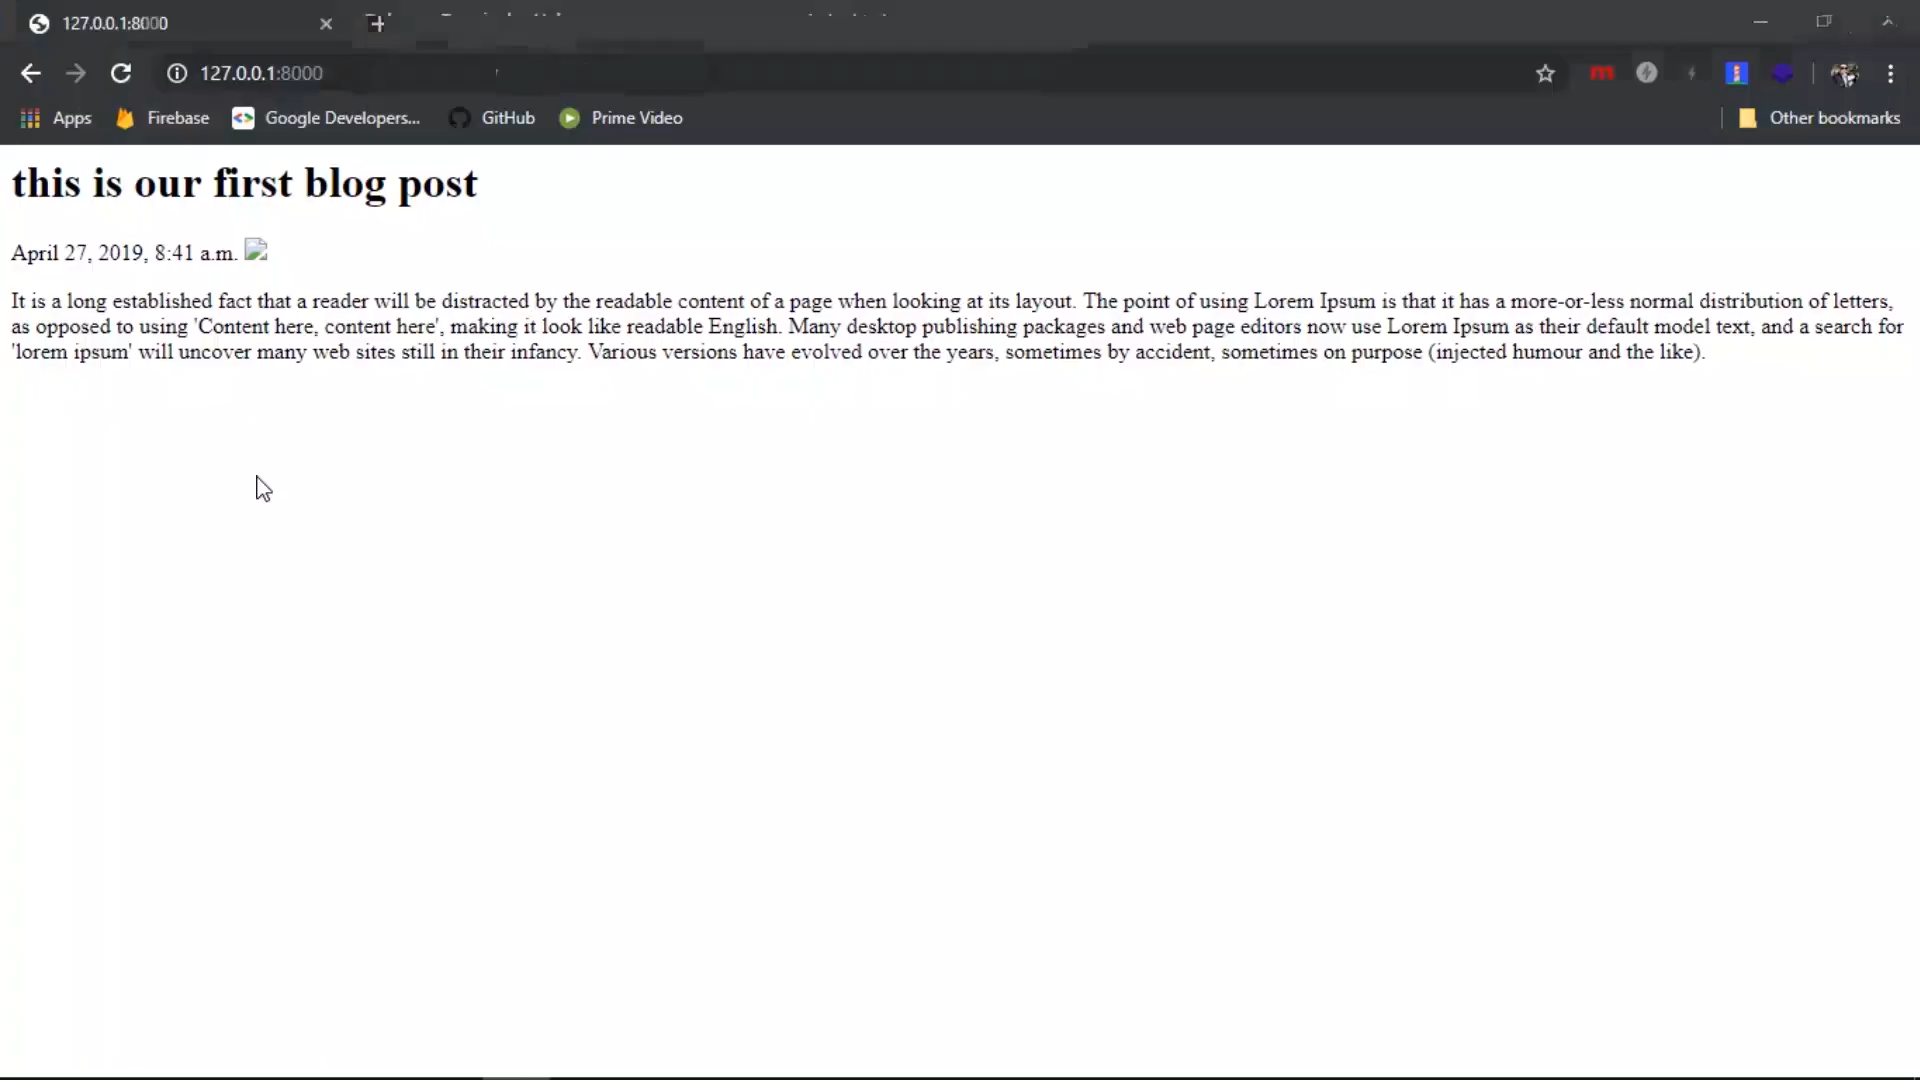 127.0.0.1:8000
127.0.0.1:8000
Apps Firebase Google Developers... GitHub Prime Video Other bookmarks
this is our first blog post
April 27, 2019, 8:41 a.m.
It is a long established fact that a reader will be distracted by the readable content of a page when looking at its layout. The point of using Lorem Ipsum is that it has a more-or-less normal distribution of letters,
as opposed to using 'Content here, content here', making it look like readable English. Many desktop publishing packages and web page editors now use Lorem Ipsum as their default model text, and a search for
'lorem ipsum' will uncover many web sites still in their infancy. Various versions have evolved over the years, sometimes by accident, sometimes on purpose (injected humour and the like).